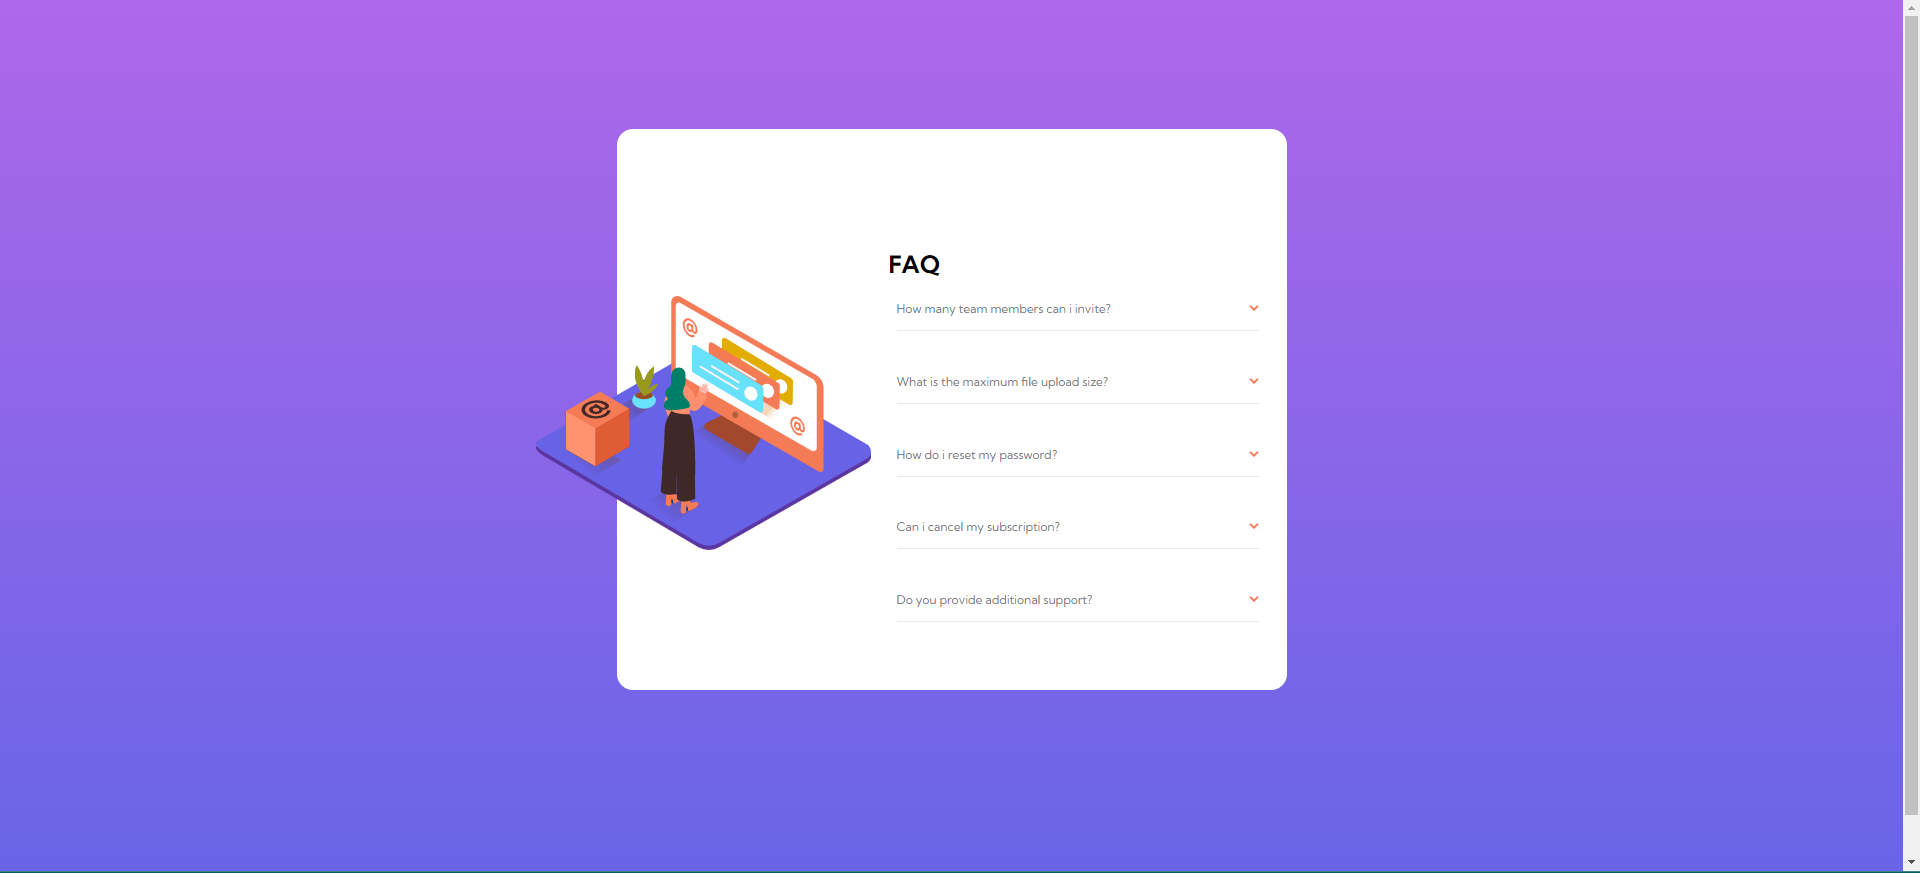 FAQ
How many team members can i invite?
What is the maximum file upload size?
How do i reset my password?
Can i cancel my subscription?
Do you provide additional support?
@
@
@